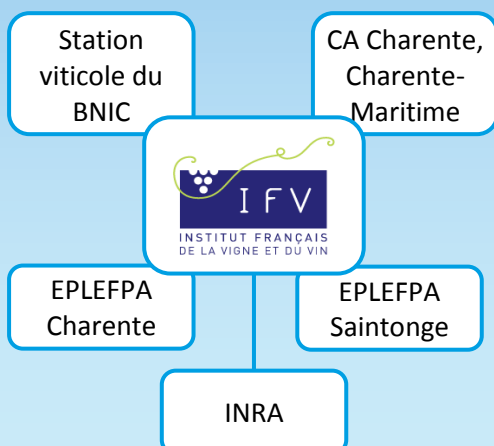 Station
viticole du
BNIC
CA Charente,
Charente-
Maritime
IFV
INSTITUT FRANÇAIS
DE LA VIGNE ET DU VIN
EPLEFPA
Charente
EPLEFPA
Saintonge
INRA